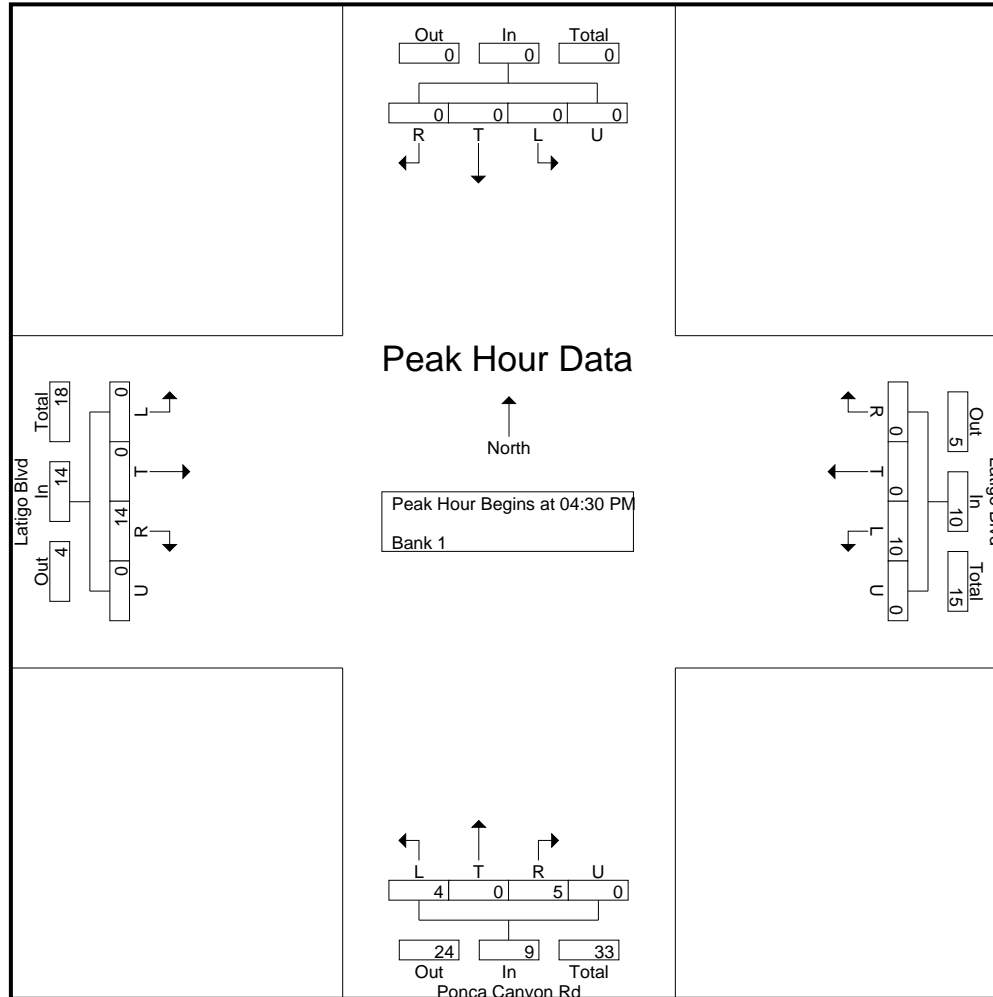 Out In Total
0 0 0
0 0 0 0
R T L U
Peak Hour Data
North
Peak Hour Begins at 04:30 PM
Bank 1
Latigo Blvd
Total In Out
18 14 4
0 0 14 0
L T R U
R T L U
0 0 10 0
Out In Total
5 10 15
Latigo Blvd
L T R U
4 0 5 0
24 9 33
Out In Total
Ponca Canyon Rd